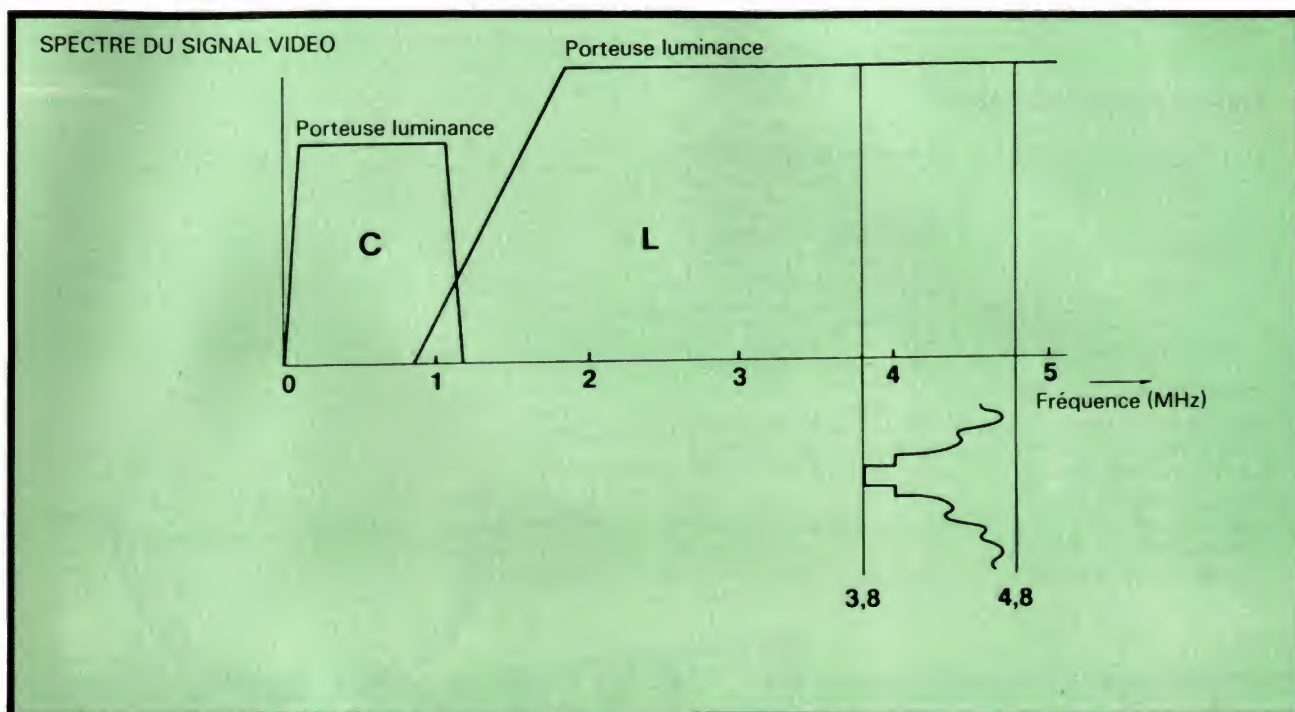 SPECTRE DU SIGNAL VIDEO
Porteuse luminance
Porteuse luminance
C
L
0 1 2 3 4 5
Fréquence (MHz)
3,8 4,8